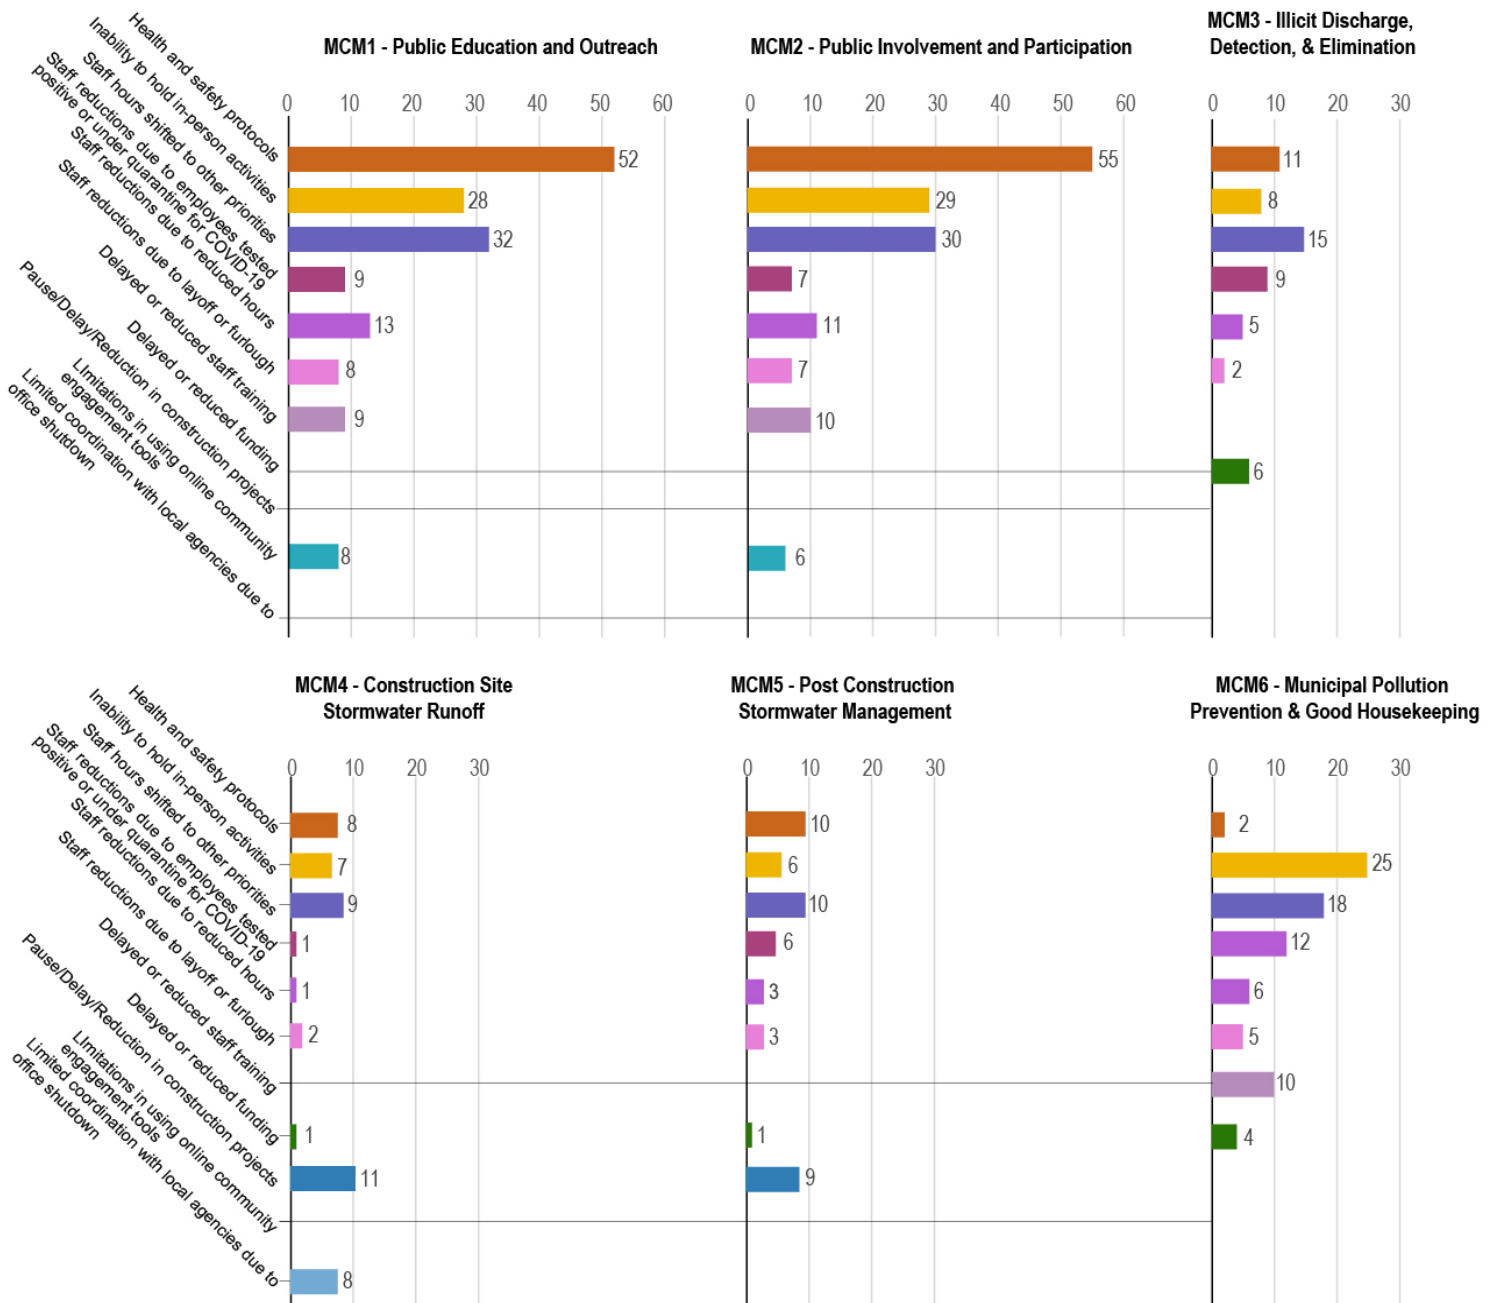 MCM1 - Public Education and Outreach
MCM2 - Public Involvement and Participation
MCM3 - Illicit Discharge,
Detection, & Elimination
0 10 20 30 40 50 60
0 10 20 30 40 50 60
0 10 20 30
Health and safety protocols
52
55
11
Inability to hold in-person activities
28
29
8
Staff hours shifted to other priorities
32
30
15
Staff reductions due to employees tested
positive or under quarantine for COVID-19
9
7
9
Staff reductions due to reduced hours
13
11
5
Staff reductions due to layoff or furlough
8
7
2
Delayed or reduced staff training
9
10
Delayed or reduced funding
6
Pause/Delay/Reduction in construction projects
LImitations in using online community
engagement tools
8
6
Limited coordination with local agencies due to
office shutdown
MCM4 - Construction Site
Stormwater Runoff
MCM5 - Post Construction
Stormwater Management
MCM6 - Municipal Pollution
Prevention & Good Housekeeping
0 10 20 30
0 10 20 30
0 10 20 30
Health and safety protocols
8
10
2
Inability to hold in-person activities
7
6
25
Staff hours shifted to other priorities
9
10
18
Staff reductions due to employees tested
positive or under quarantine for COVID-19
1
6
12
Staff reductions due to reduced hours
1
3
6
Staff reductions due to layoff or furlough
2
3
5
Delayed or reduced staff training
10
Delayed or reduced funding
1
1
4
Pause/Delay/Reduction in construction projects
11
9
LImitations in using online community
engagement tools
Limited coordination with local agencies due to
office shutdown
8